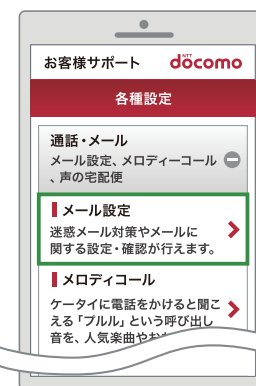 お客様サポート
NTT
döcomo
各種設定
通話・メール
メール設定、メロディーコール
、声の宅配便
メール設定
迷惑メール対策やメールに
関する設定・確認が行えます。
メロディコール
ケータイに電話をかけると聞こ
える「プルル」という呼び出し
音を、人気楽曲やお